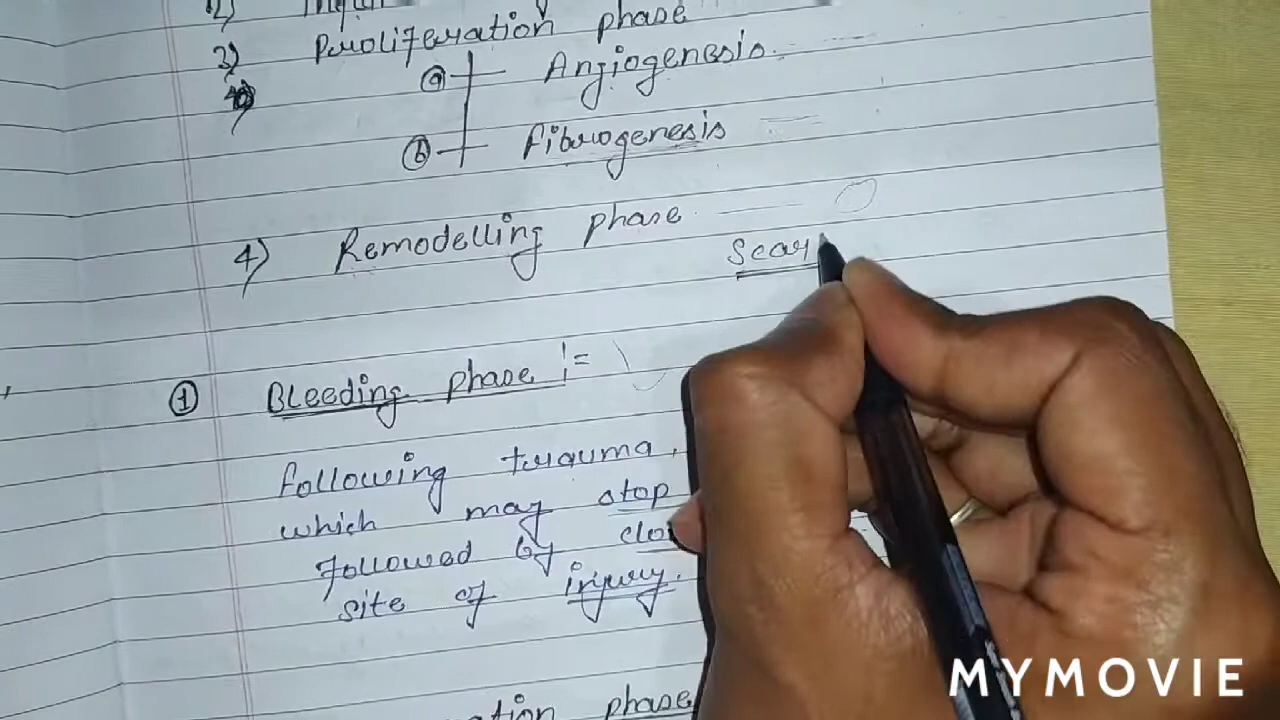 3) Proliferation phase
a Angiogenesis.
b Fibrogenesis
4) Remodelling phase
Scar
1 Bleeding phase :=
Following trauma,
which may stop
followed by
site of injury.
phase
MYMOVIE